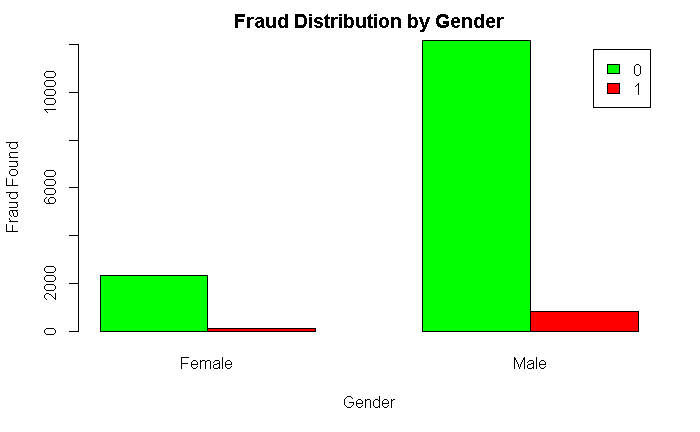 Fraud Distribution by Gender
0
1
Fraud Found
10000
6000
2000
0
Female
Male
Gender